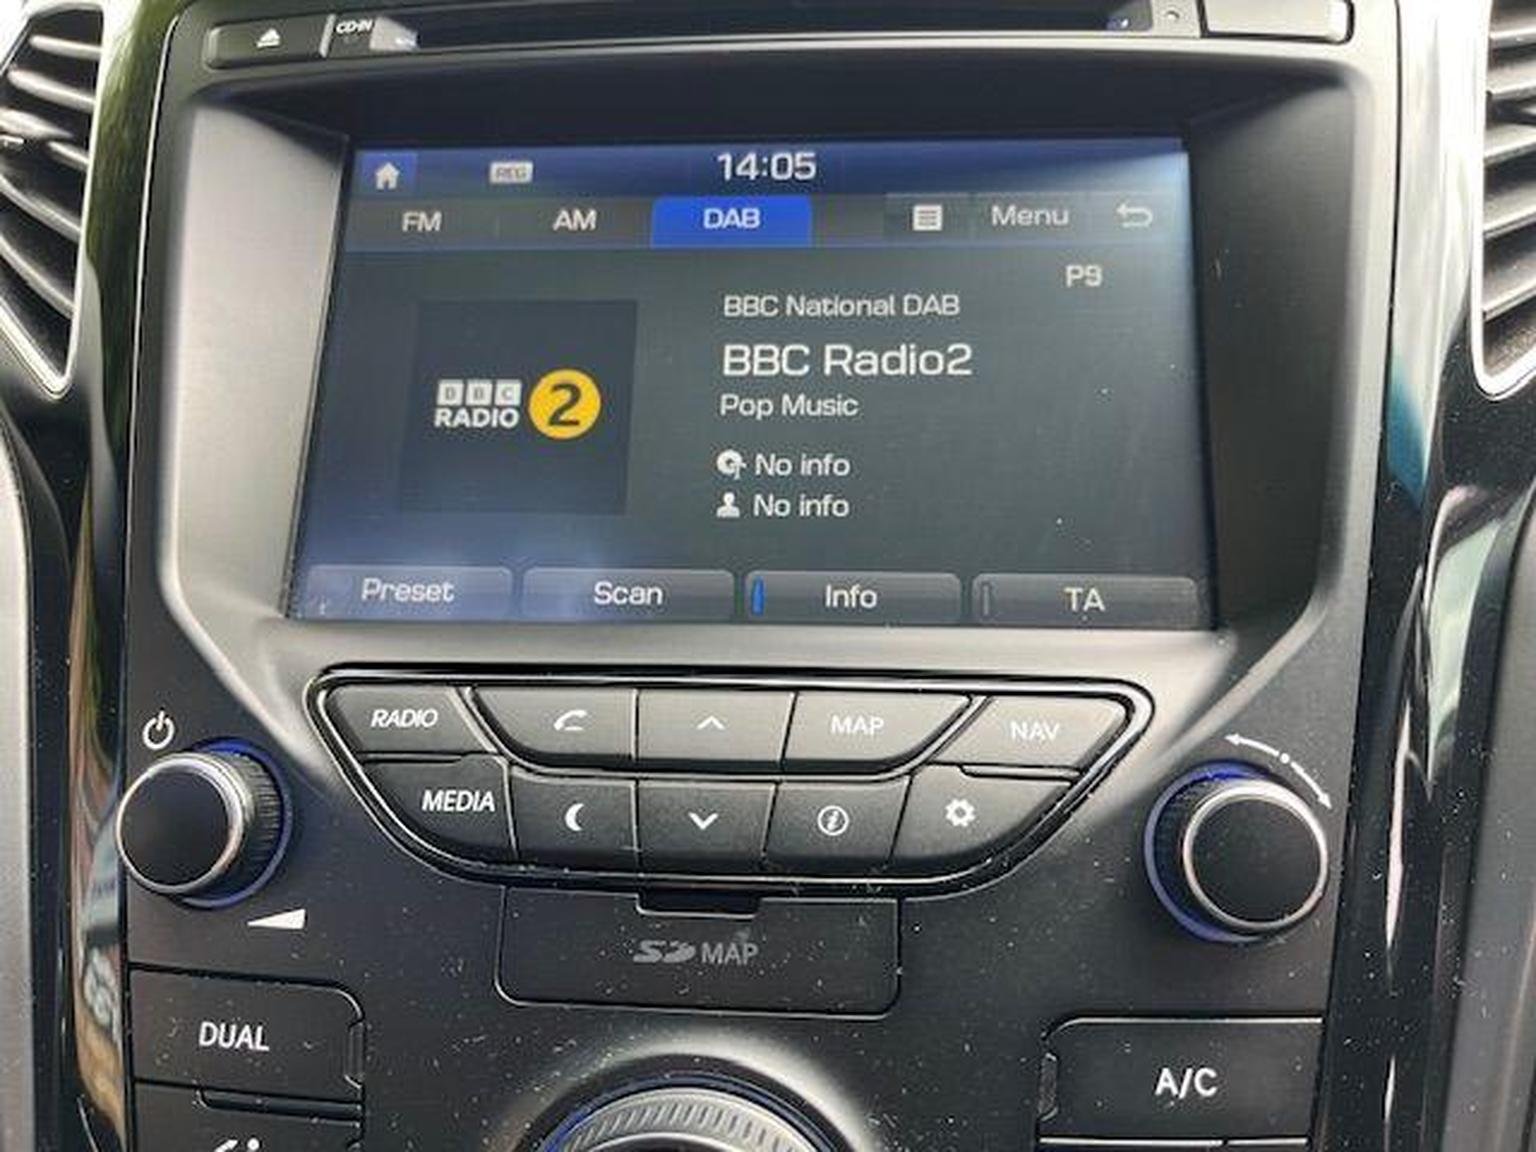 CD-IN
REG
14:05
FM
AM
DAB
Menu
P9
BBC National DAB
BBC Radio2
Pop Music
BBC
RADIO 2
No info
No info
Preset
Scan
Info
TA
RADIO
MAP
NAV
MEDIA
SD MAP
DUAL
A/C